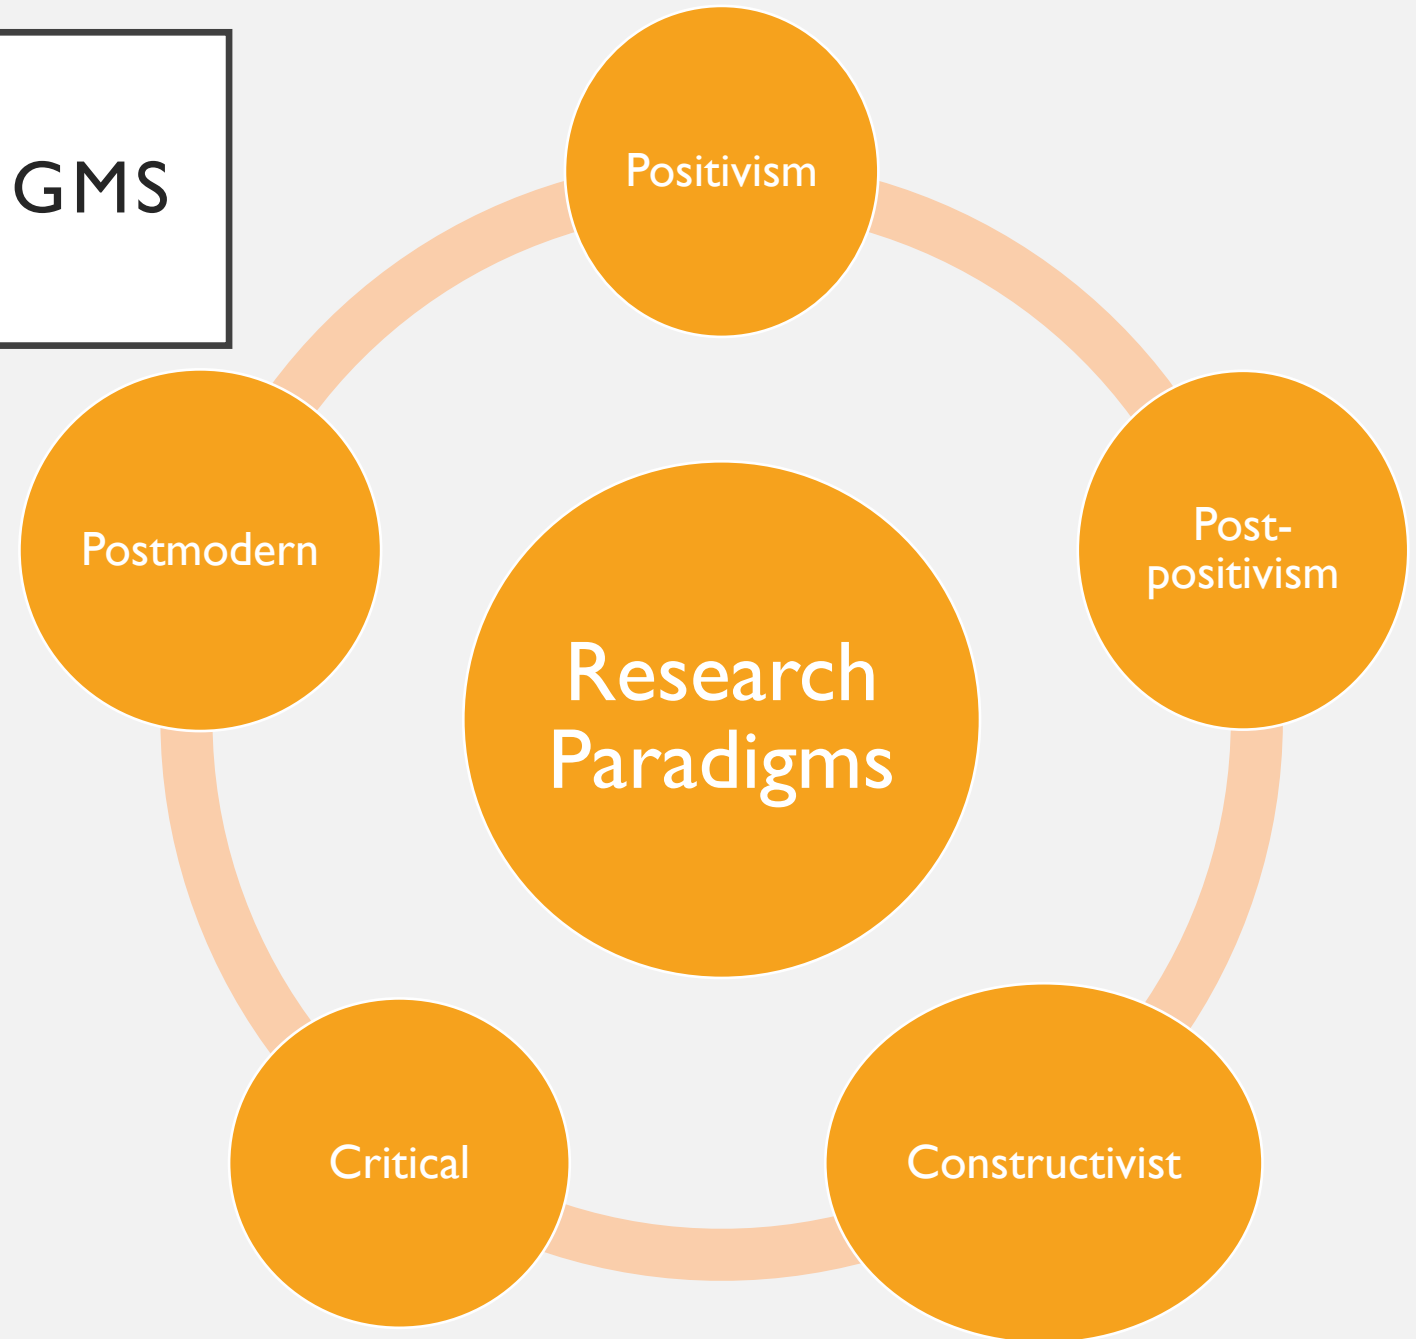 GMS
Positivism
Post-
positivism
Constructivist
Critical
Postmodern
Research
Paradigms